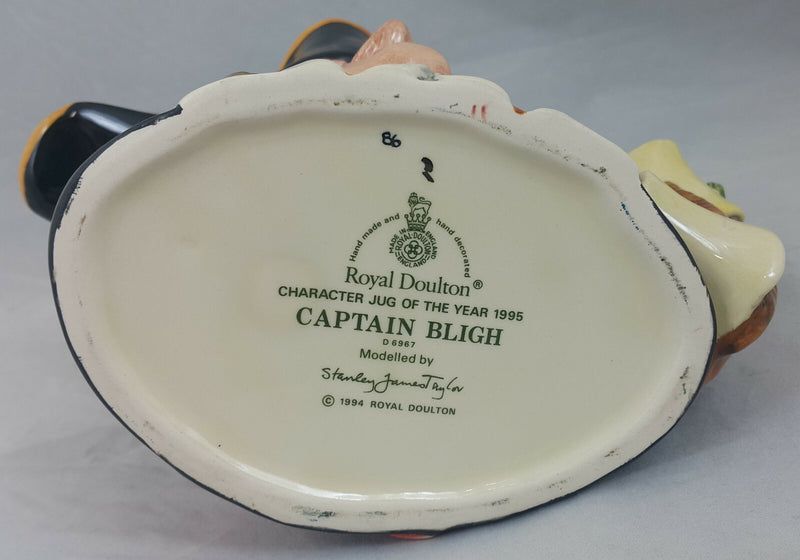 86
Hand made and hand decorated
MADE IN ENGLAND
ROYAL DOULTON
ENGLAND
Royal Doulton®
CHARACTER JUG OF THE YEAR 1995
CAPTAIN BLIGH
D 6967
Modelled by
Stanley James Taylor
© 1994 ROYAL DOULTON